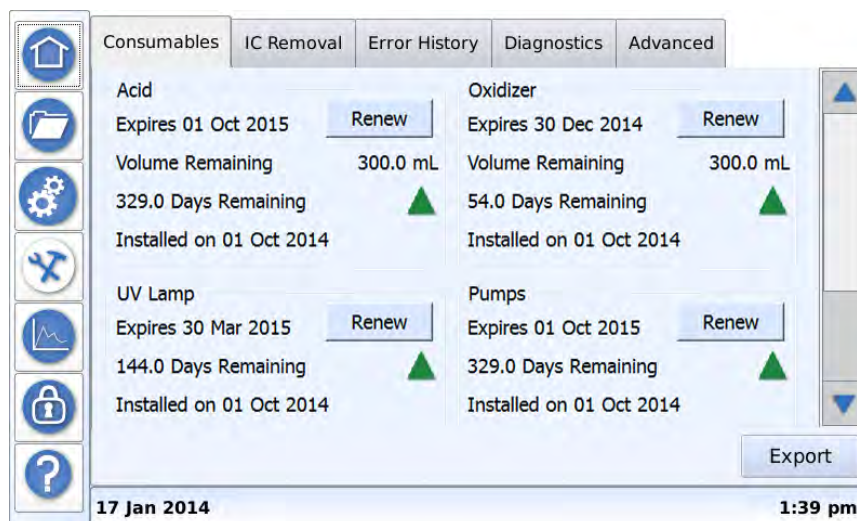 Consumables IC Removal Error History Diagnostics Advanced
Acid
Expires 01 Oct 2015 Renew
Volume Remaining 300.0 mL
329.0 Days Remaining
Installed on 01 Oct 2014
Oxidizer
Expires 30 Dec 2014 Renew
Volume Remaining 300.0 mL
54.0 Days Remaining
Installed on 01 Oct 2014
UV Lamp
Expires 30 Mar 2015 Renew
144.0 Days Remaining
Installed on 01 Oct 2014
Pumps
Expires 01 Oct 2015 Renew
329.0 Days Remaining
Installed on 01 Oct 2014
Export
?
17 Jan 2014 1:39 pm